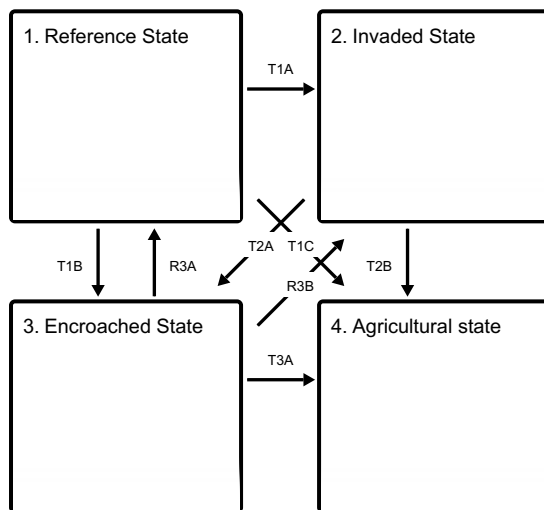 1. Reference State
2. Invaded State
T1A
T1B
R3A
T2A
T1C
T2B
R3B
3. Encroached State
4. Agricultural state
T3A